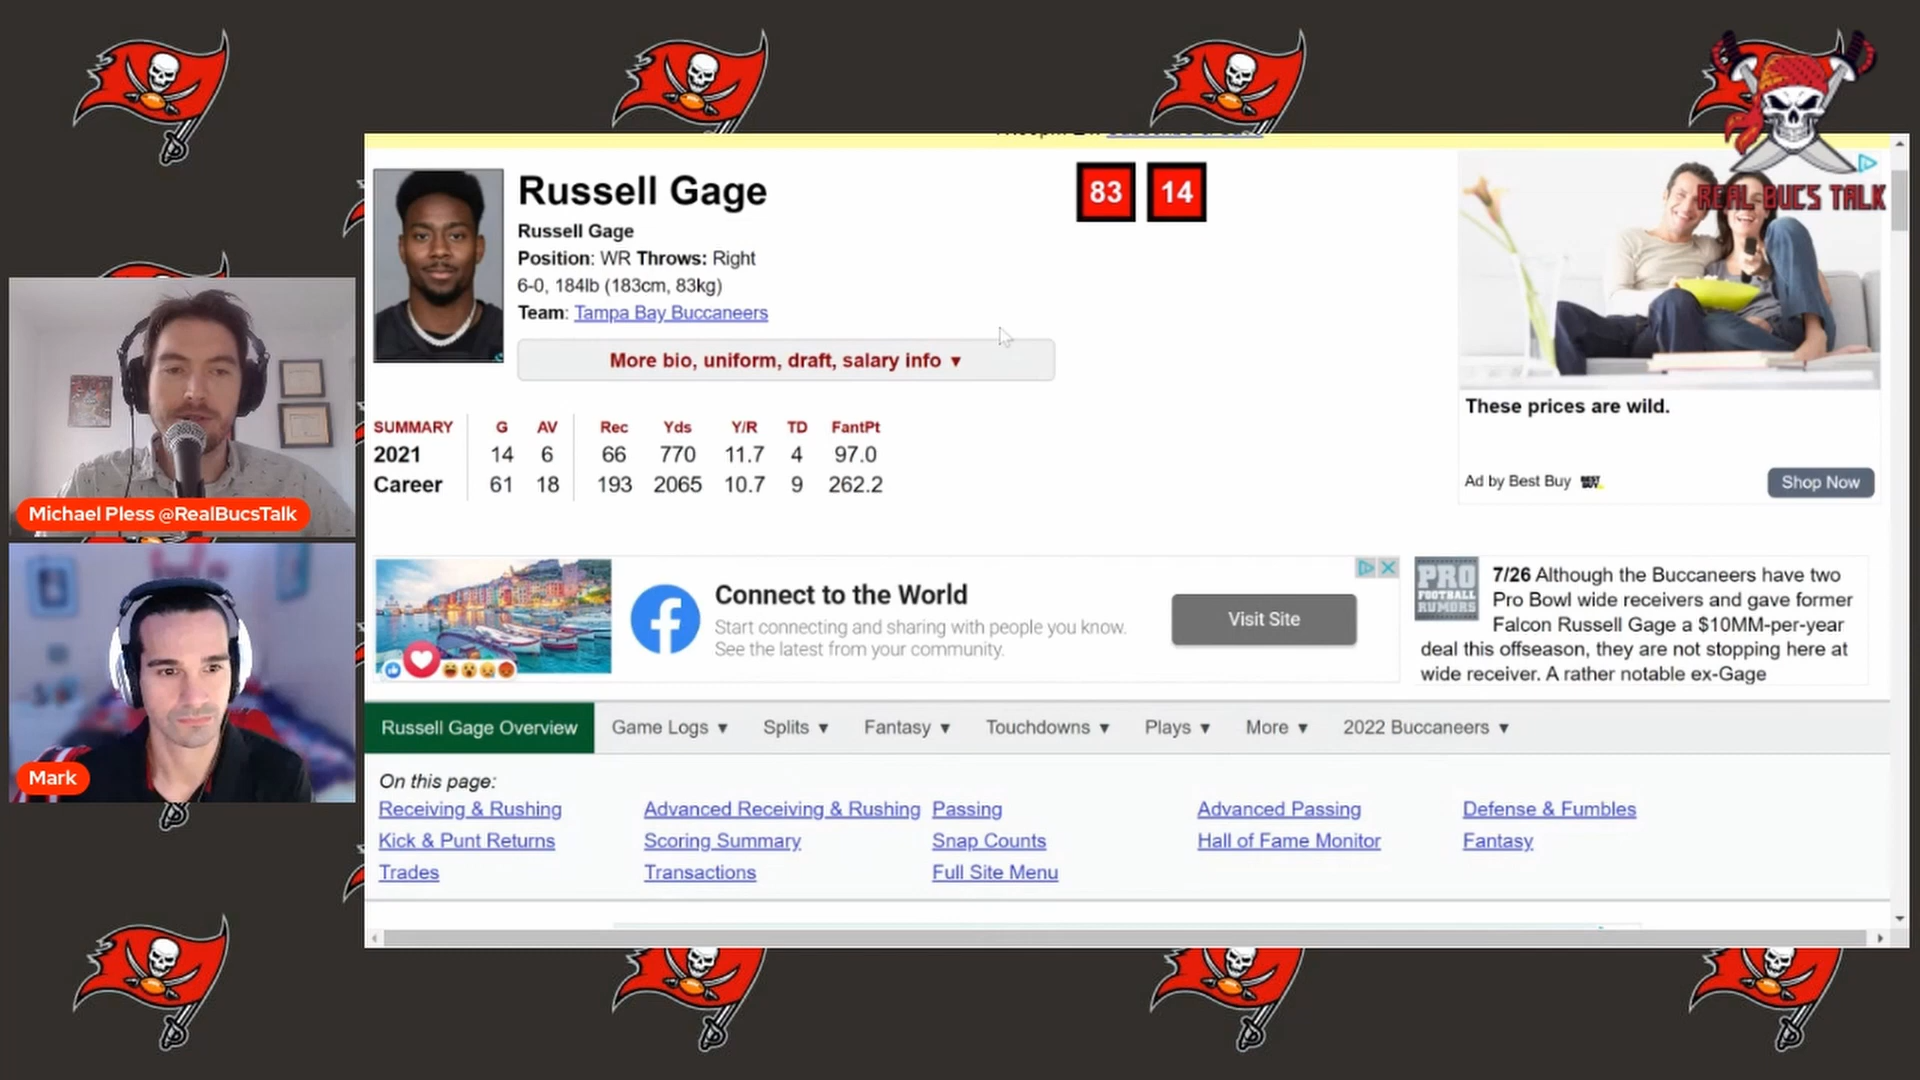 REAL BUCS TALK
Russell Gage
83
14
Russell Gage
Position: WR Throws: Right
6-0, 184lb (183cm, 83kg)
Team: Tampa Bay Buccaneers
More bio, uniform, draft, salary info ▼
SUMMARY G AV Rec Yds Y/R TD FantPt
2021 14 6 66 770 11.7 4 97.0
Career 61 18 193 2065 10.7 9 262.2
These prices are wild.
Ad by Best Buy BEST BUY
Shop Now
Michael Pless @RealBucsTalk
Mark
Connect to the World
Start connecting and sharing with people you know.
See the latest from your community.
Visit Site
PRO
FOOTBALL
RUMORS
7/26 Although the Buccaneers have two
Pro Bowl wide receivers and gave former
Falcon Russell Gage a $10MM-per-year
deal this offseason, they are not stopping here at
wide receiver. A rather notable ex-Gage
Russell Gage Overview Game Logs ▼ Splits ▼ Fantasy ▼ Touchdowns ▼ Plays ▼ More ▼ 2022 Buccaneers ▼
On this page:
Receiving & Rushing Advanced Receiving & Rushing Passing Advanced Passing Defense & Fumbles
Kick & Punt Returns Scoring Summary Snap Counts Hall of Fame Monitor Fantasy
Trades Transactions Full Site Menu